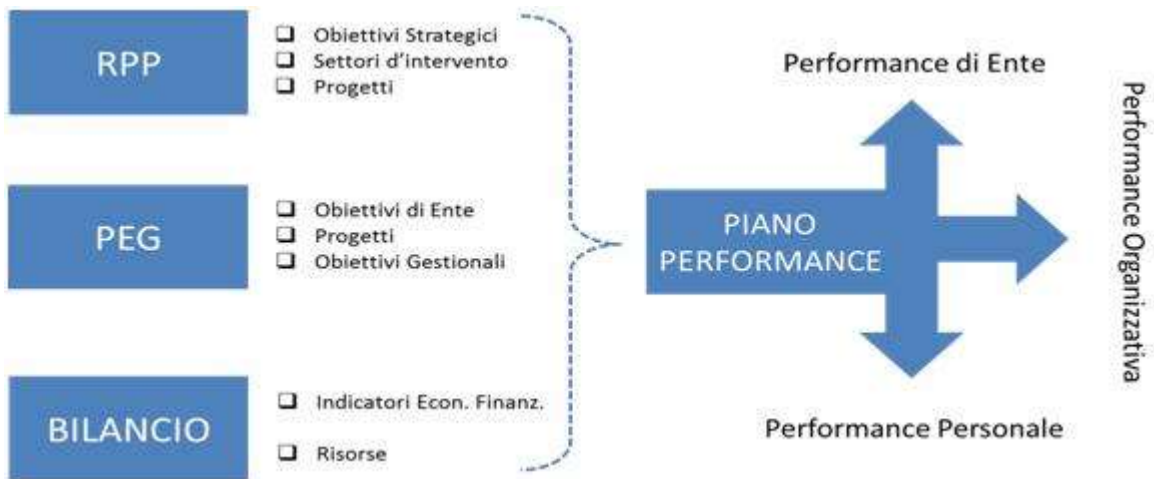 RPP
Obiettivi Strategici
Settori d'intervento
Progetti
PEG
Obiettivi di Ente
Progetti
Obiettivi Gestionali
BILANCIO
Indicatori Econ. Finanz.
Risorse
PIANO
PERFORMANCE
Performance di Ente
Performance Organizzativa
Performance Personale